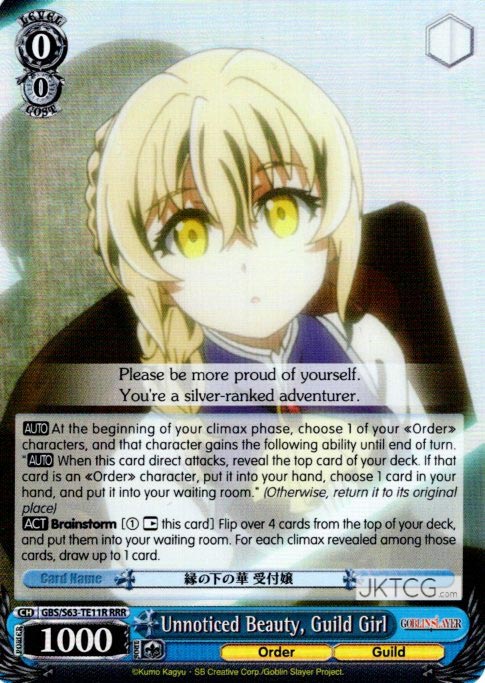 LEVEL
0
0
COST
Please be more proud of yourself.
You're a silver-ranked adventurer.
AUTO At the beginning of your climax phase, choose 1 of your «Order»
characters, and that character gains the following ability until end of turn.
"AUTO When this card direct attacks, reveal the top card of your deck. If that
card is an «Order» character, put it into your hand, choose 1 card in your
hand, and put it into your waiting room." (Otherwise, return it to its original
place)
ACT Brainstorm [① this card] Flip over 4 cards from the top of your deck,
and put them into your waiting room. For each climax revealed among those
cards, draw up to 1 card.
Card Name 縁の下の華 受付嬢
JKTCG.com
CH GBS/S63-TE11R RRR
POWER 1000 SOUL Unnoticed Beauty, Guild Girl GOBLIN SLAYER
Order Guild
©Kumo Kagyu・SB Creative Corp./Goblin Slayer Project.